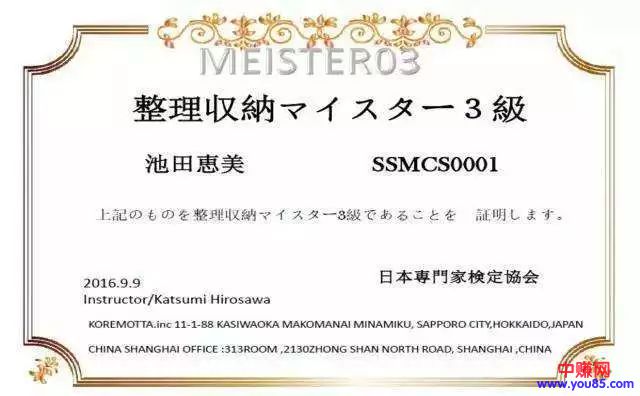 MEISTER03
整理収納マイスター３級
池田恵美 SSMCS0001
上記のものを整理収納マイスター3級であることを 証明します。
日本専門家検定協会
2016.9.9
Instructor/Katsumi Hirosawa
KOREMOTTA.inc 11-1-88 KASIWAOKA MAKOMANAI MINAMIKU, SAPPORO CITY,HOKKAIDO,JAPAN
CHINA SHANGHAI OFFICE :313ROOM ,2130ZHONG SHAN NORTH ROAD, SHANGHAI ,CHINA
中赚网
www.you85.com